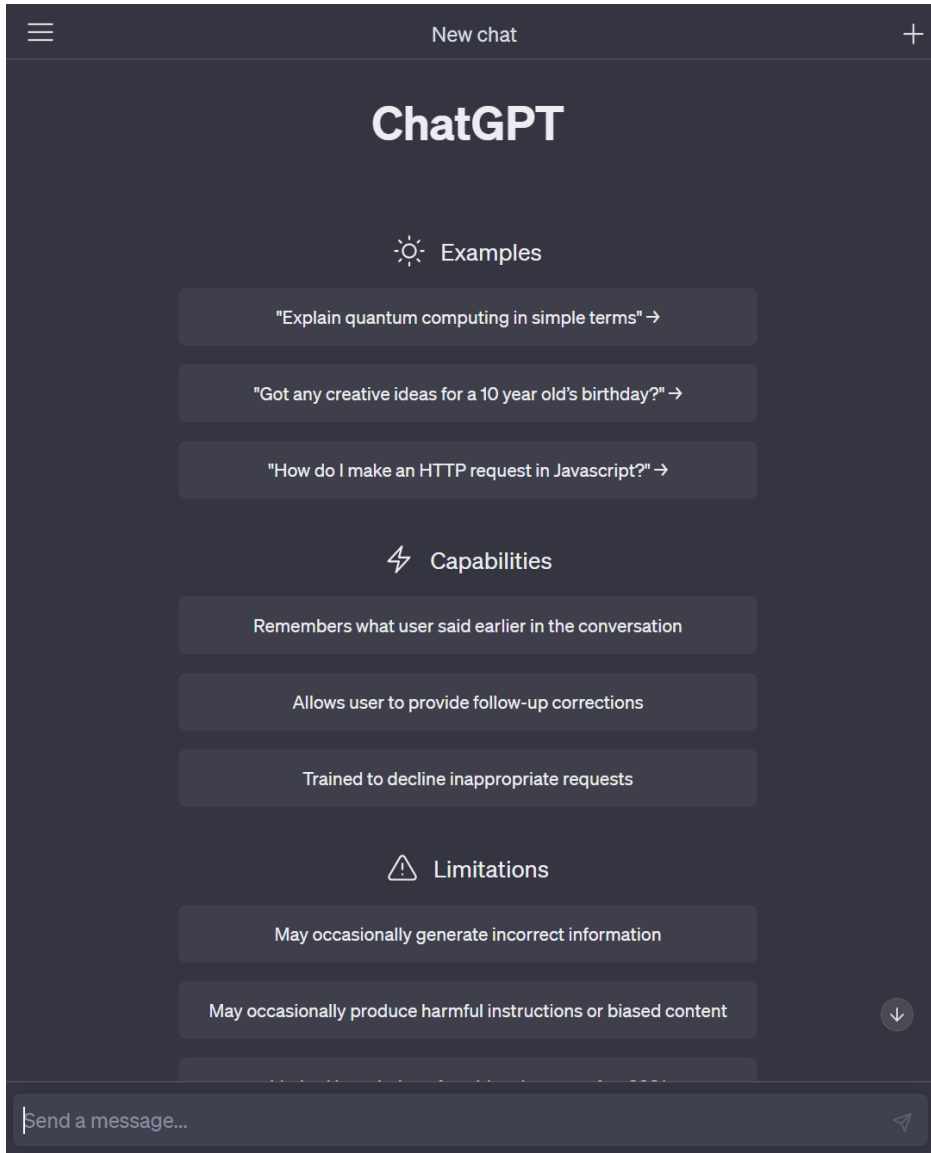 New chat
ChatGPT
Examples
"Explain quantum computing in simple terms" →
"Got any creative ideas for a 10 year old’s birthday?" →
"How do I make an HTTP request in Javascript?" →
Capabilities
Remembers what user said earlier in the conversation
Allows user to provide follow-up corrections
Trained to decline inappropriate requests
Limitations
May occasionally generate incorrect information
May occasionally produce harmful instructions or biased content
Send a message...